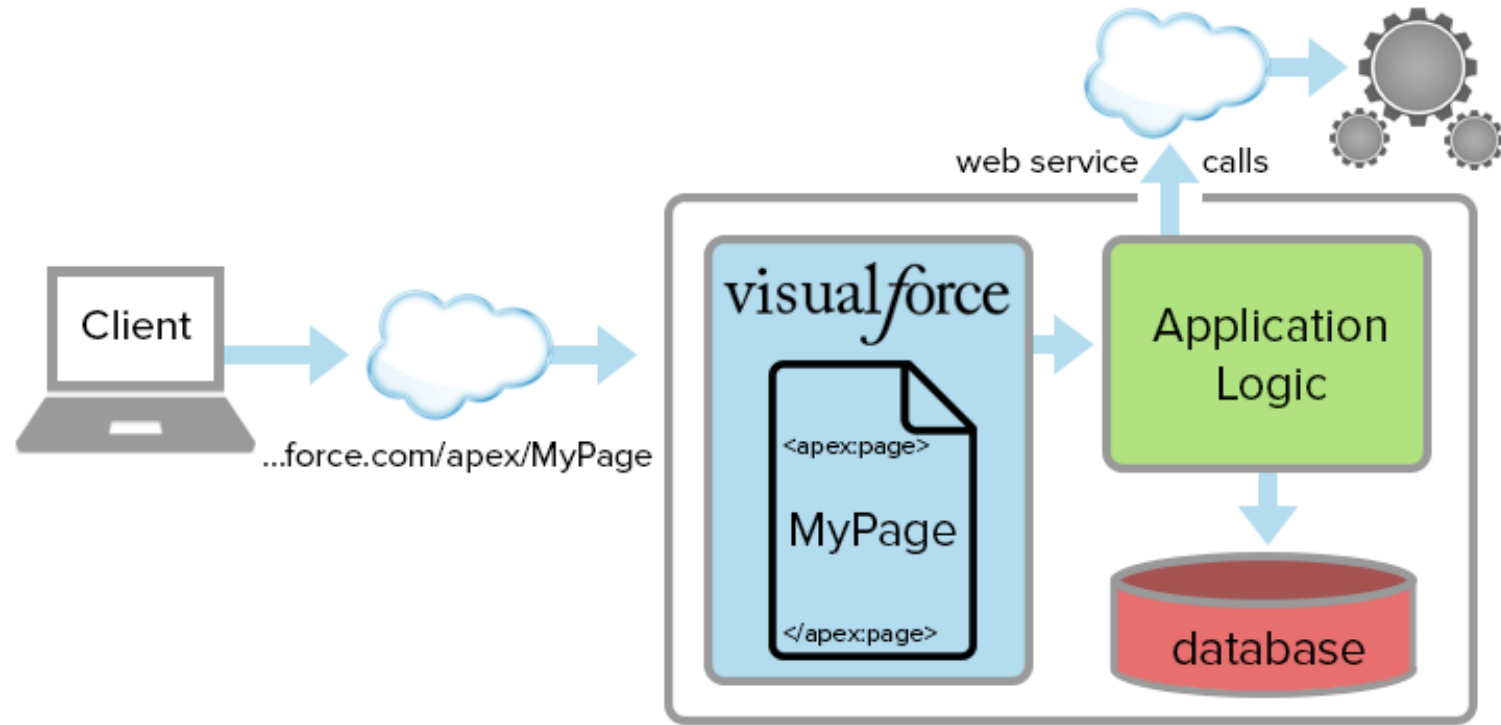 web service calls
visualforce
Client
Application
Logic
<apex:page>
...force.com/apex/MyPage
MyPage
</apex:page>
database